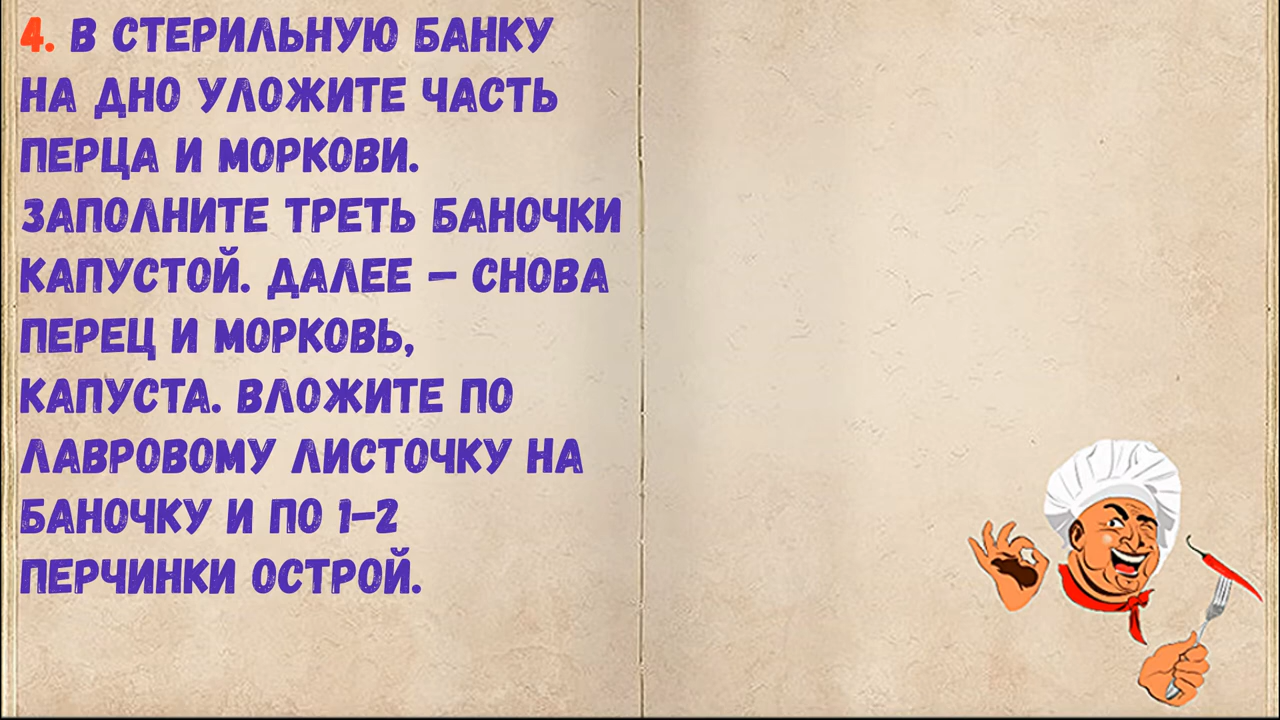 4. В СТЕРИЛЬНУЮ БАНКУ
НА ДНО УЛОЖИТЕ ЧАСТЬ
ПЕРЦА И МОРКОВИ.
ЗАПОЛНИТЕ ТРЕТЬ БАНОЧКИ
КАПУСТОЙ. ДАЛЕЕ – СНОВА
ПЕРЕЦ И МОРКОВЬ,
КАПУСТА. ВЛОЖИТЕ ПО
ЛАВРОВОМУ ЛИСТОЧКУ НА
БАНОЧКУ И ПО 1-2
ПЕРЧИНКИ ОСТРОЙ.